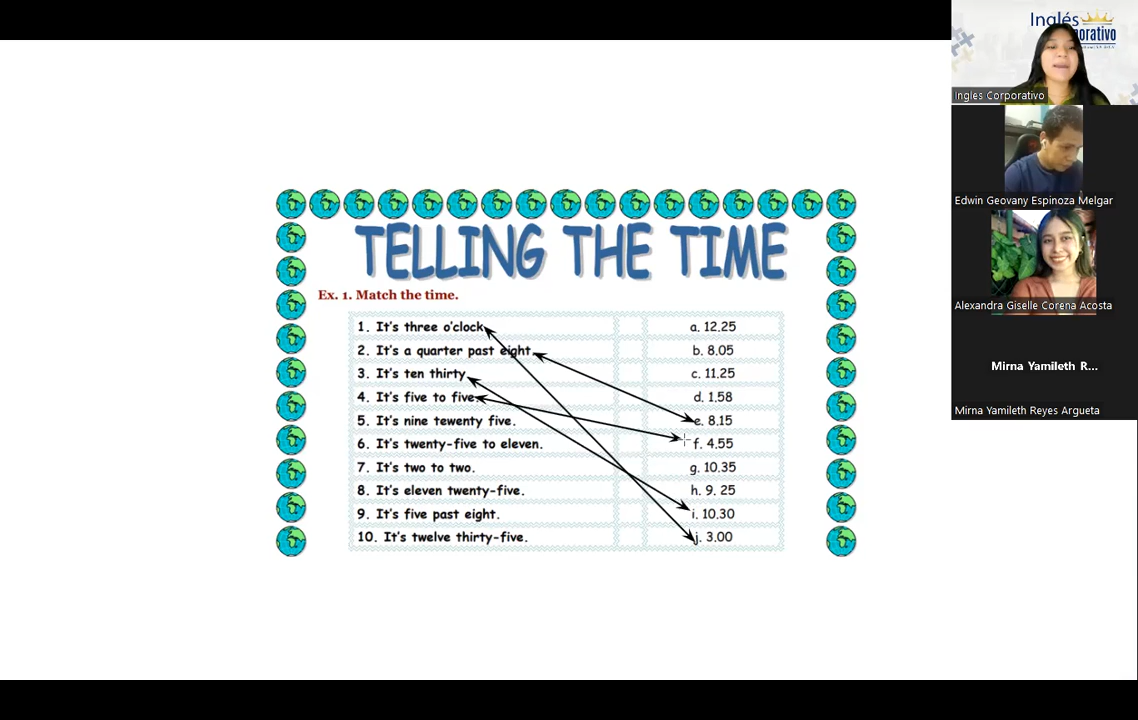 TELLING THE TIME
Ex. 1. Match the time.
1. It's three o'clock
a. 12.25
2. It's a quarter past eight.
b. 8.05
3. It's ten thirty
c. 11.25
4. It's five to five.
d. 1.58
5. It's nine tewenty five.
e. 8.15
6. It's twenty-five to eleven.
f. 4.55
7. It's two to two.
g. 10.35
8. It's eleven twenty-five.
h. 9. 25
9. It's five past eight.
i. 10.30
10. It's twelve thirty-five.
j. 3.00
Inglés
Ingles Corporativo
Edwin Geovany Espinoza Melgar
Alexandra Giselle Corena Acosta
Mirna Yamileth R...
Mirna Yamileth Reyes Argueta